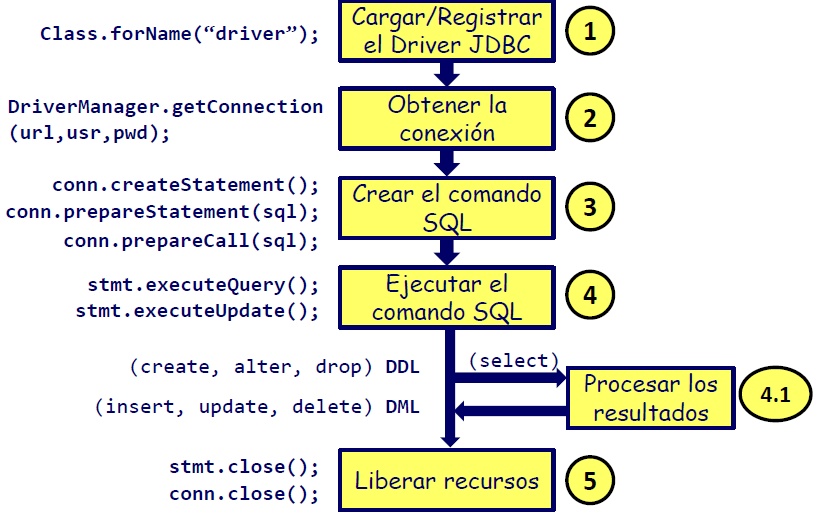 Class.forName(“driver”);
Cargar/Registrar
el Driver JDBC
1
DriverManager.getConnection
(url,usr,pwd);
Obtener la
conexión
2
conn.createStatement();
conn.prepareStatement(sql);
conn.prepareCall(sql);
Crear el comando
SQL
3
stmt.executeQuery();
stmt.executeUpdate();
Ejecutar el
comando SQL
4
(create, alter, drop) DDL
(select)
(insert, update, delete) DML
Procesar los
resultados
4.1
stmt.close();
conn.close();
Liberar recursos
5